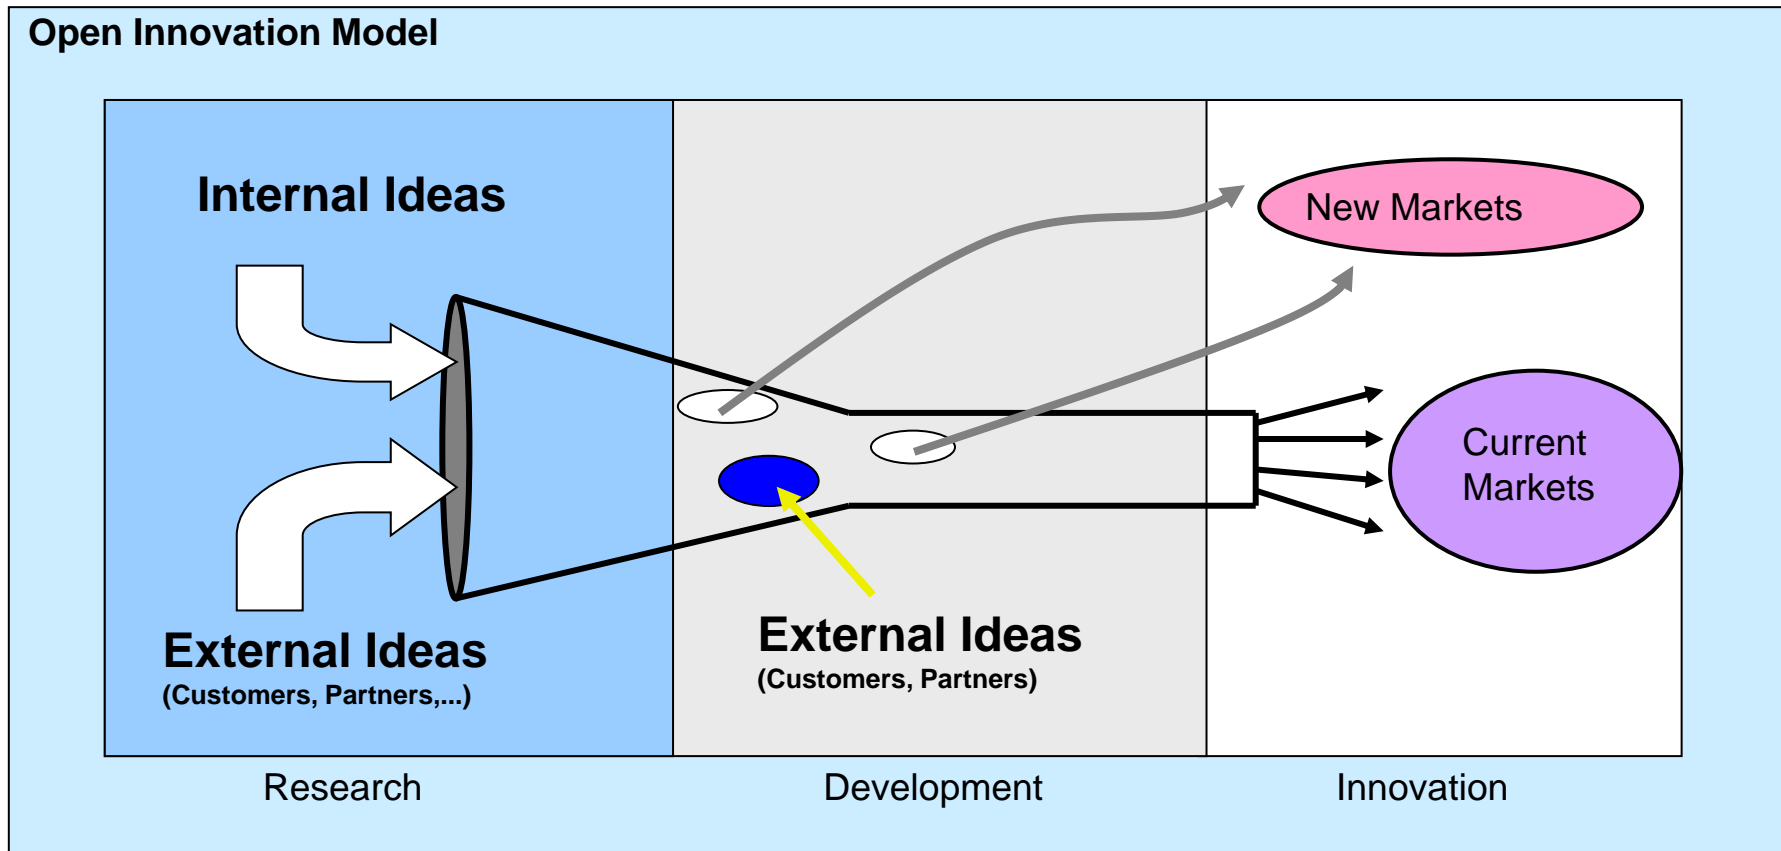 Open Innovation Model
Internal Ideas
New Markets
Current
Markets
External Ideas
(Customers, Partners,...)
External Ideas
(Customers, Partners)
Research
Development
Innovation